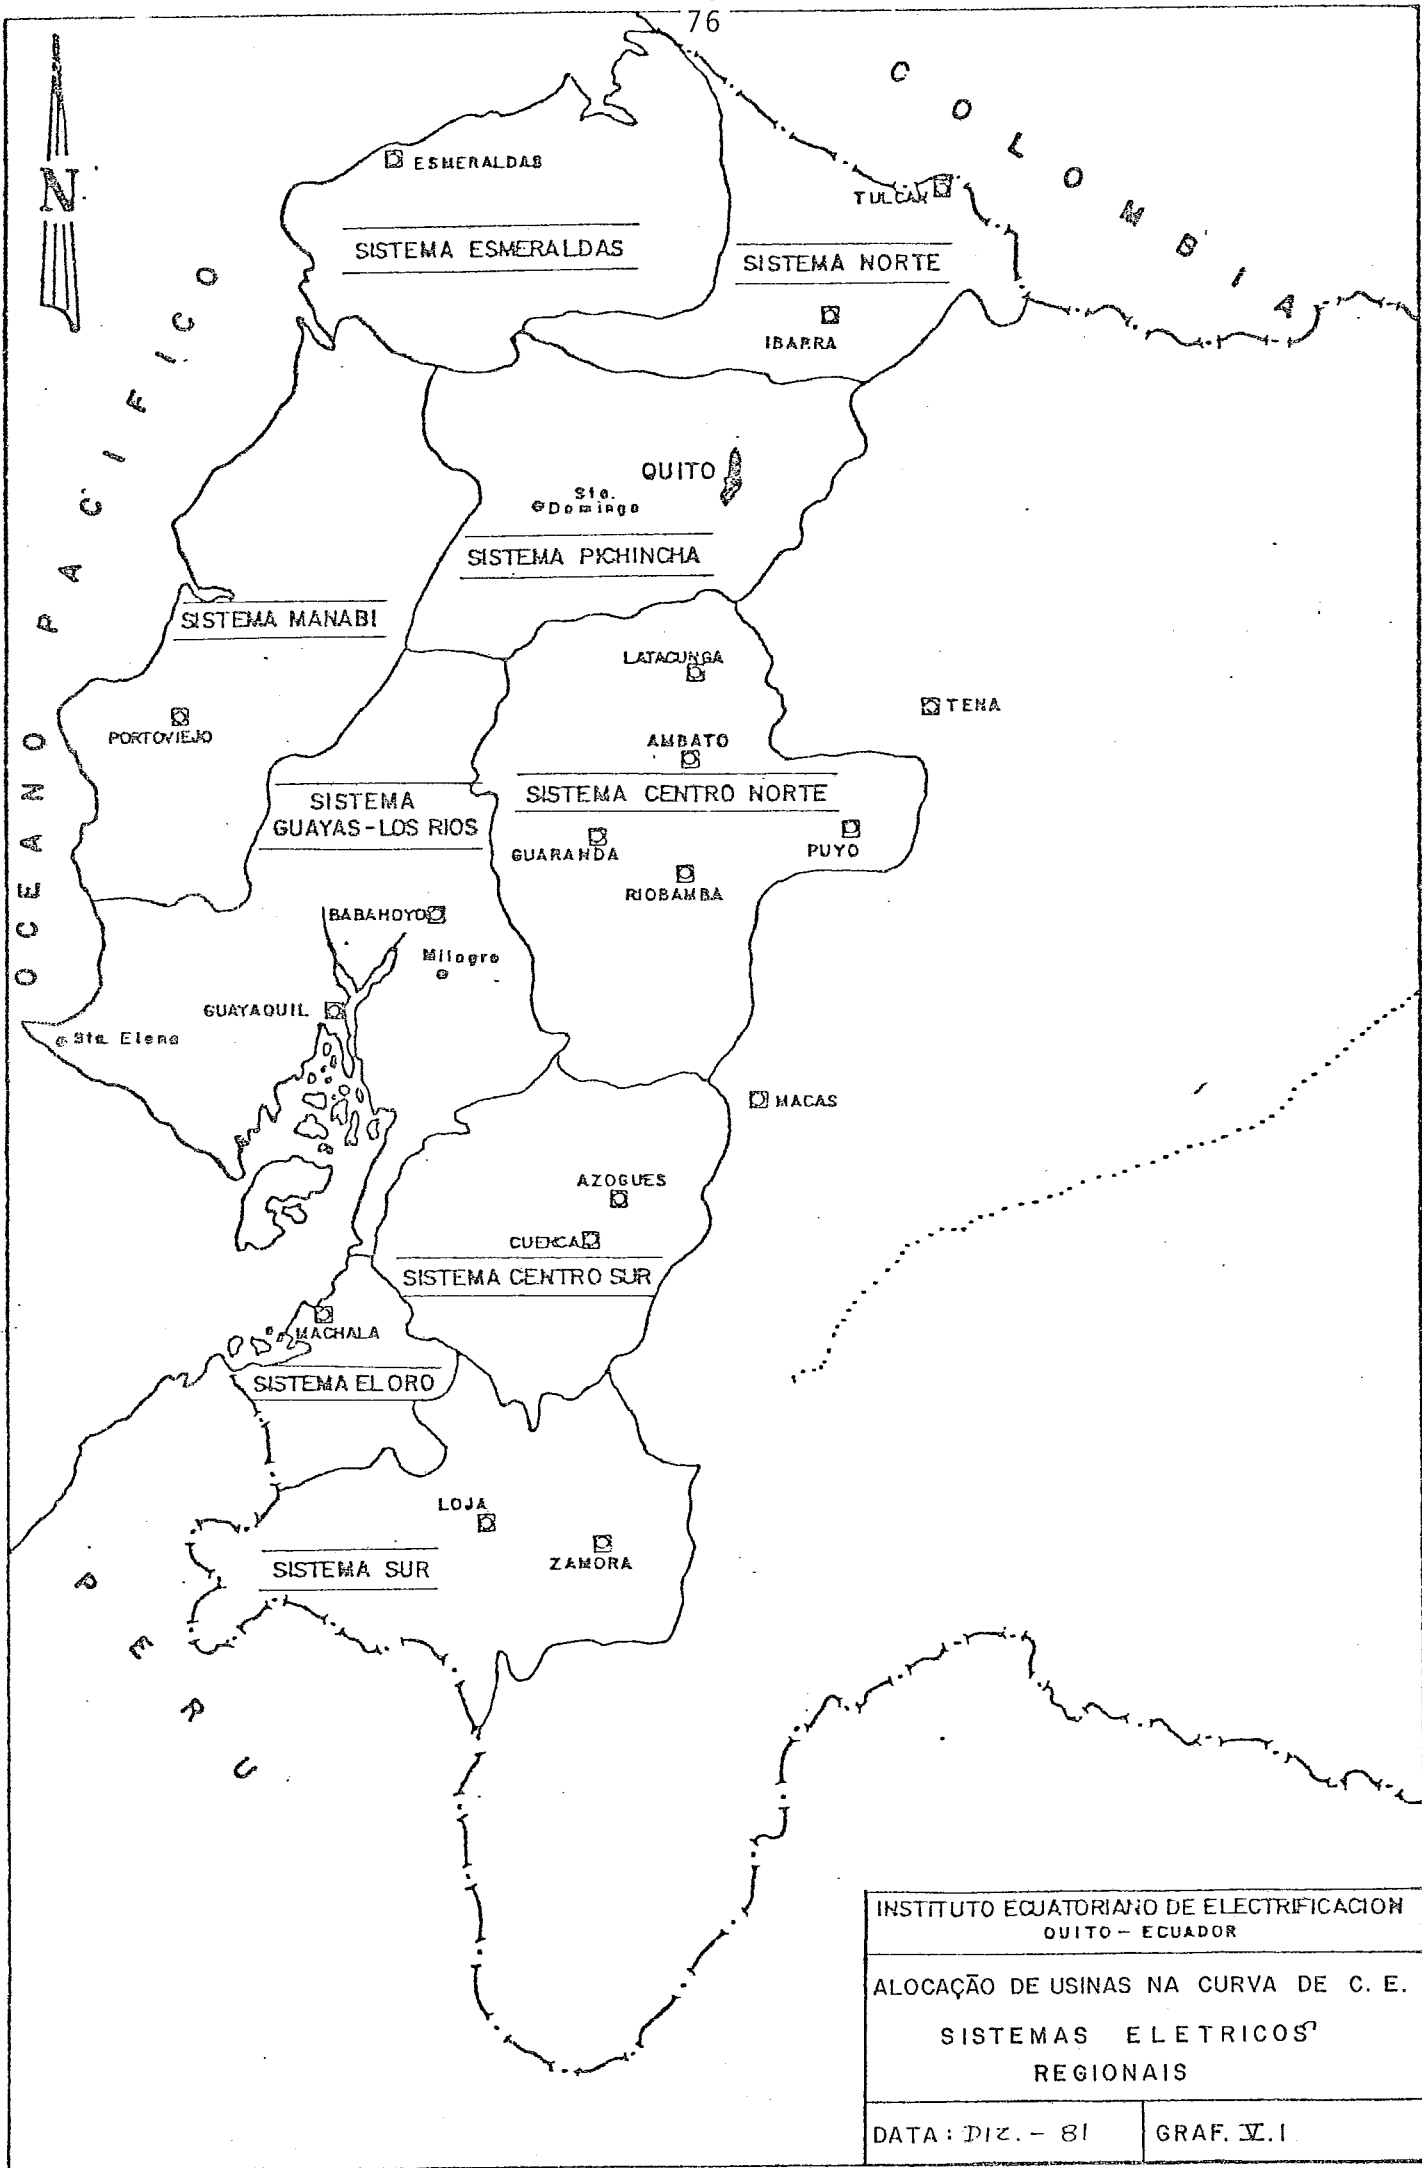 76
COLOMBIA
N
ESMERALDAS
TULCAN
SISTEMA ESMERALDAS
SISTEMA NORTE
IBARRA
OCEANO PACIFICO
QUITO
Sto.
Domingo
SISTEMA PICHINCHA
SISTEMA MANABI
LATACUNGA
TENA
PORTOVIEJO
AMBATO
SISTEMA CENTRO NORTE
SISTEMA
GUAYAS-LOS RIOS
GUARANDA
PUYO
RIOBAMBA
BABAHOYO
Milagro
GUAYAQUIL
Sta. Elena
MACAS
AZOGUES
CUENCA
SISTEMA CENTRO SUR
MACHALA
SISTEMA EL ORO
LOJA
ZAMORA
SISTEMA SUR
PERU
INSTITUTO ECUATORIANO DE ELECTRIFICACION
QUITO - ECUADOR
ALOCAÇÃO DE USINAS NA CURVA DE C. E.
SISTEMAS ELETRICOS
REGIONAIS
DATA: DIZ. - 81
GRAF. V.1